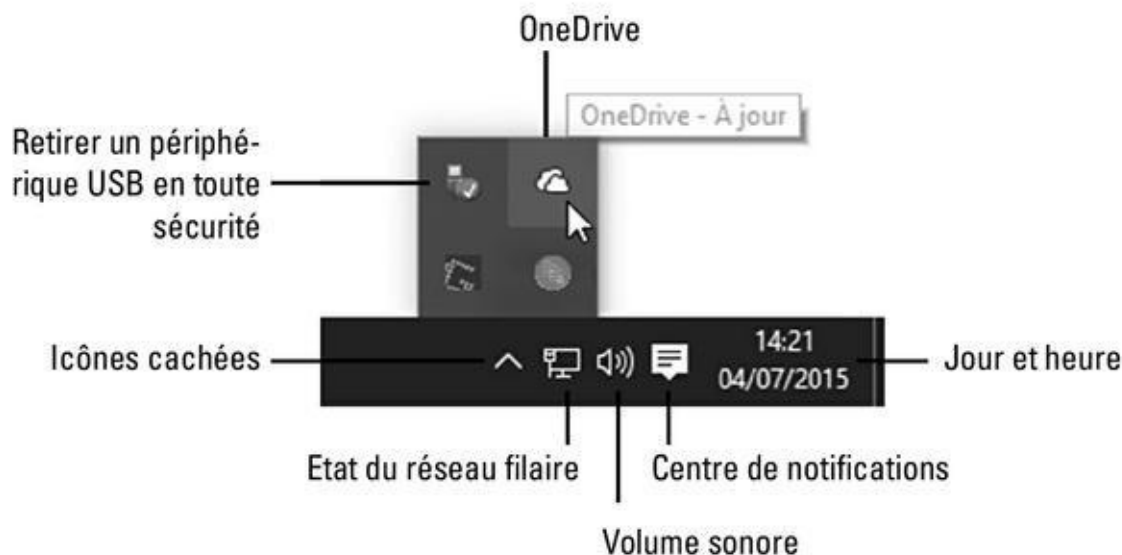 OneDrive
OneDrive - À jour
Retirer un périphé-
rique USB en toute
sécurité
Icônes cachées
14:21
04/07/2015
Jour et heure
Etat du réseau filaire
Centre de notifications
Volume sonore